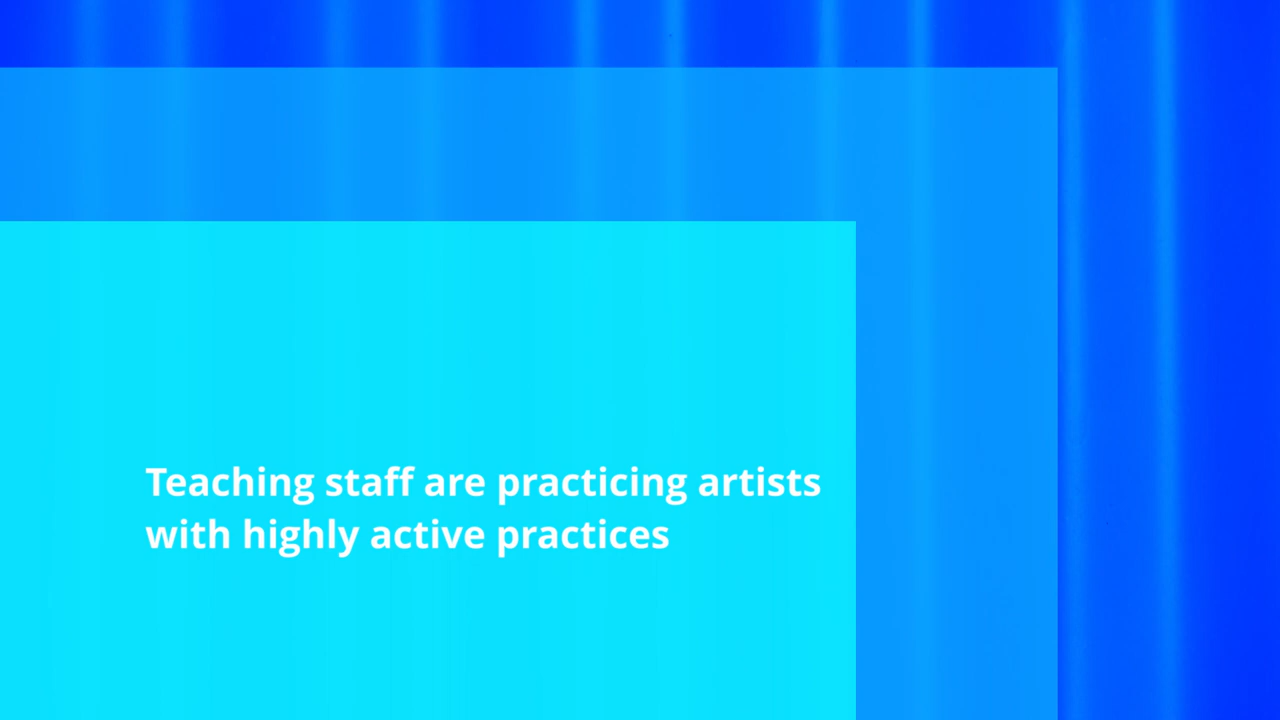 Teaching staff are practicing artists
with highly active practices